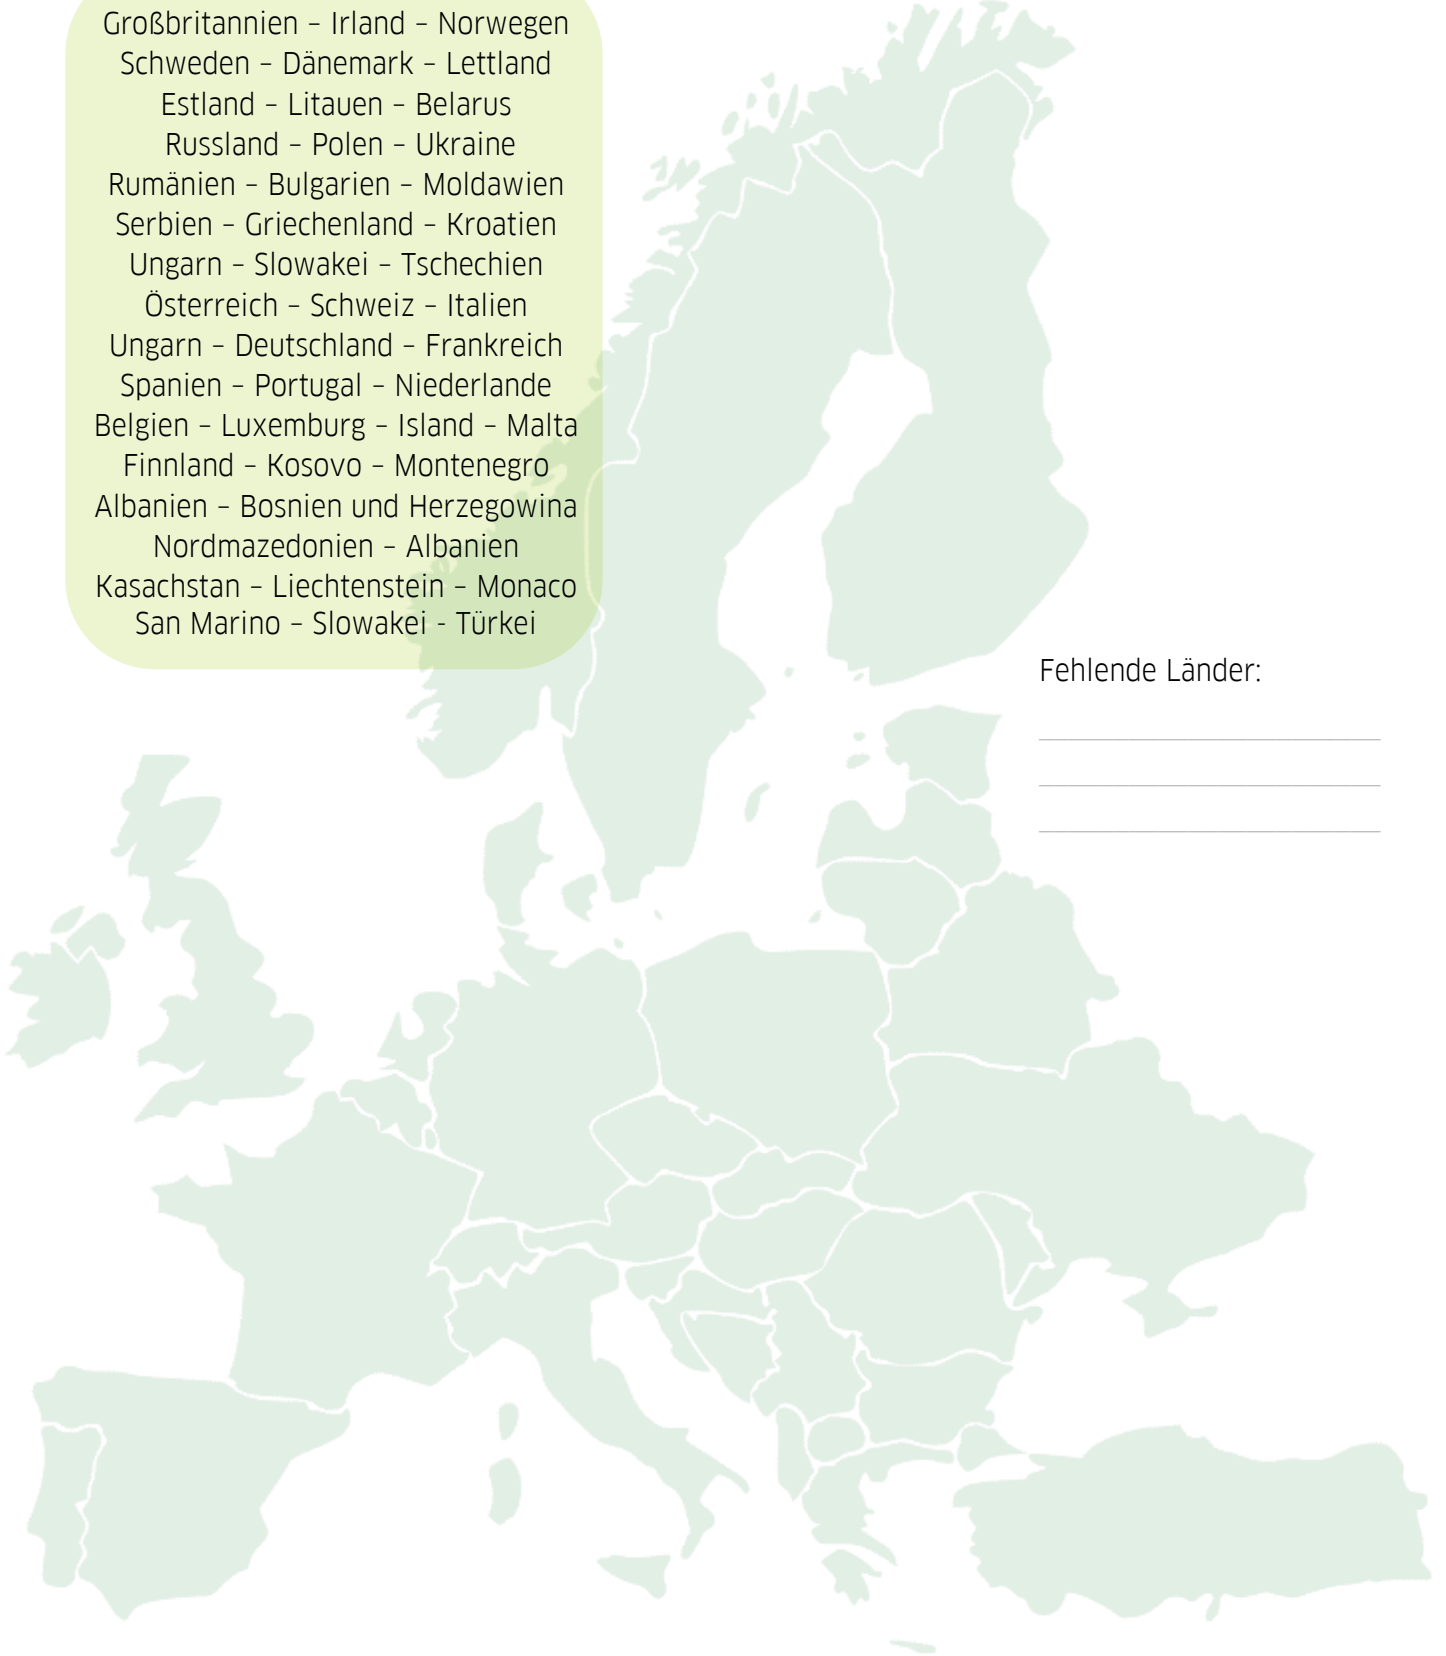 Großbritannien – Irland – Norwegen
Schweden – Dänemark – Lettland
Estland – Litauen – Belarus
Russland – Polen – Ukraine
Rumänien – Bulgarien – Moldawien
Serbien – Griechenland – Kroatien
Ungarn – Slowakei – Tschechien
Österreich – Schweiz – Italien
Ungarn – Deutschland – Frankreich
Spanien – Portugal – Niederlande
Belgien – Luxemburg – Island – Malta
Finnland – Kosovo – Montenegro
Albanien – Bosnien und Herzegowina
Nordmazedonien – Albanien
Kasachstan – Liechtenstein – Monaco
San Marino – Slowakei - Türkei
Fehlende Länder: